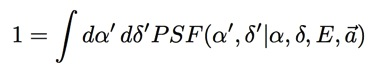 1 = ∫ dα′ dδ′ PSF(α′, δ′|α, δ, E, a⃗)